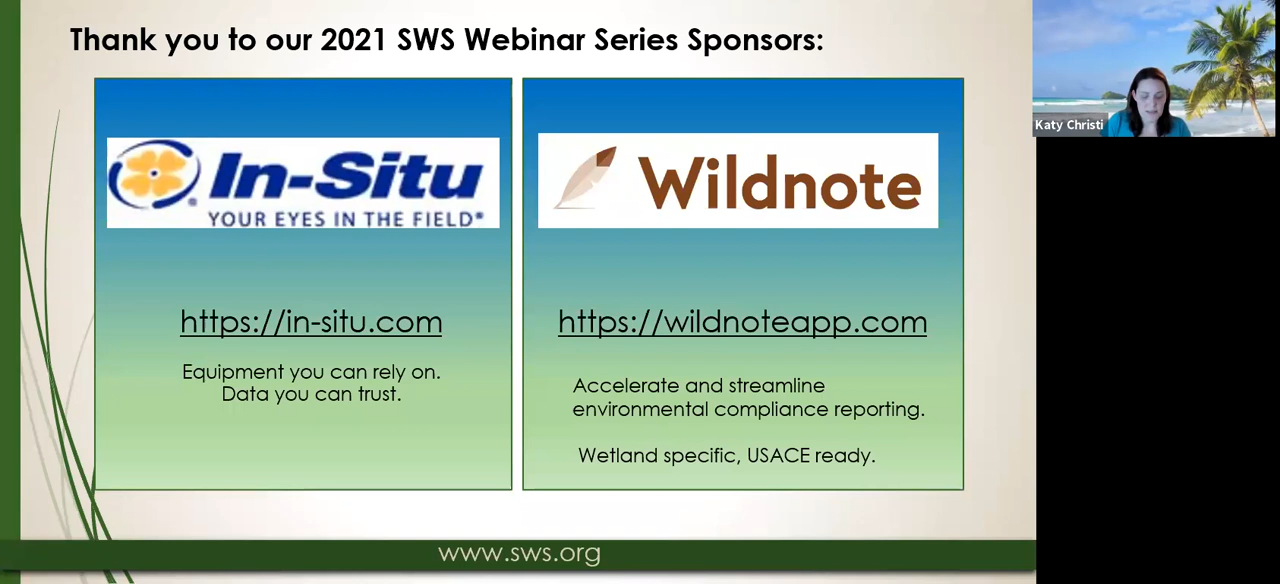 Thank you to our 2021 SWS Webinar Series Sponsors:
In-Situ
YOUR EYES IN THE FIELD®
https://in-situ.com
Equipment you can rely on.
Data you can trust.
Wildnote
https://wildnoteapp.com
Accelerate and streamline
environmental compliance reporting.
Wetland specific, USACE ready.
www.sws.org
Katy Christi